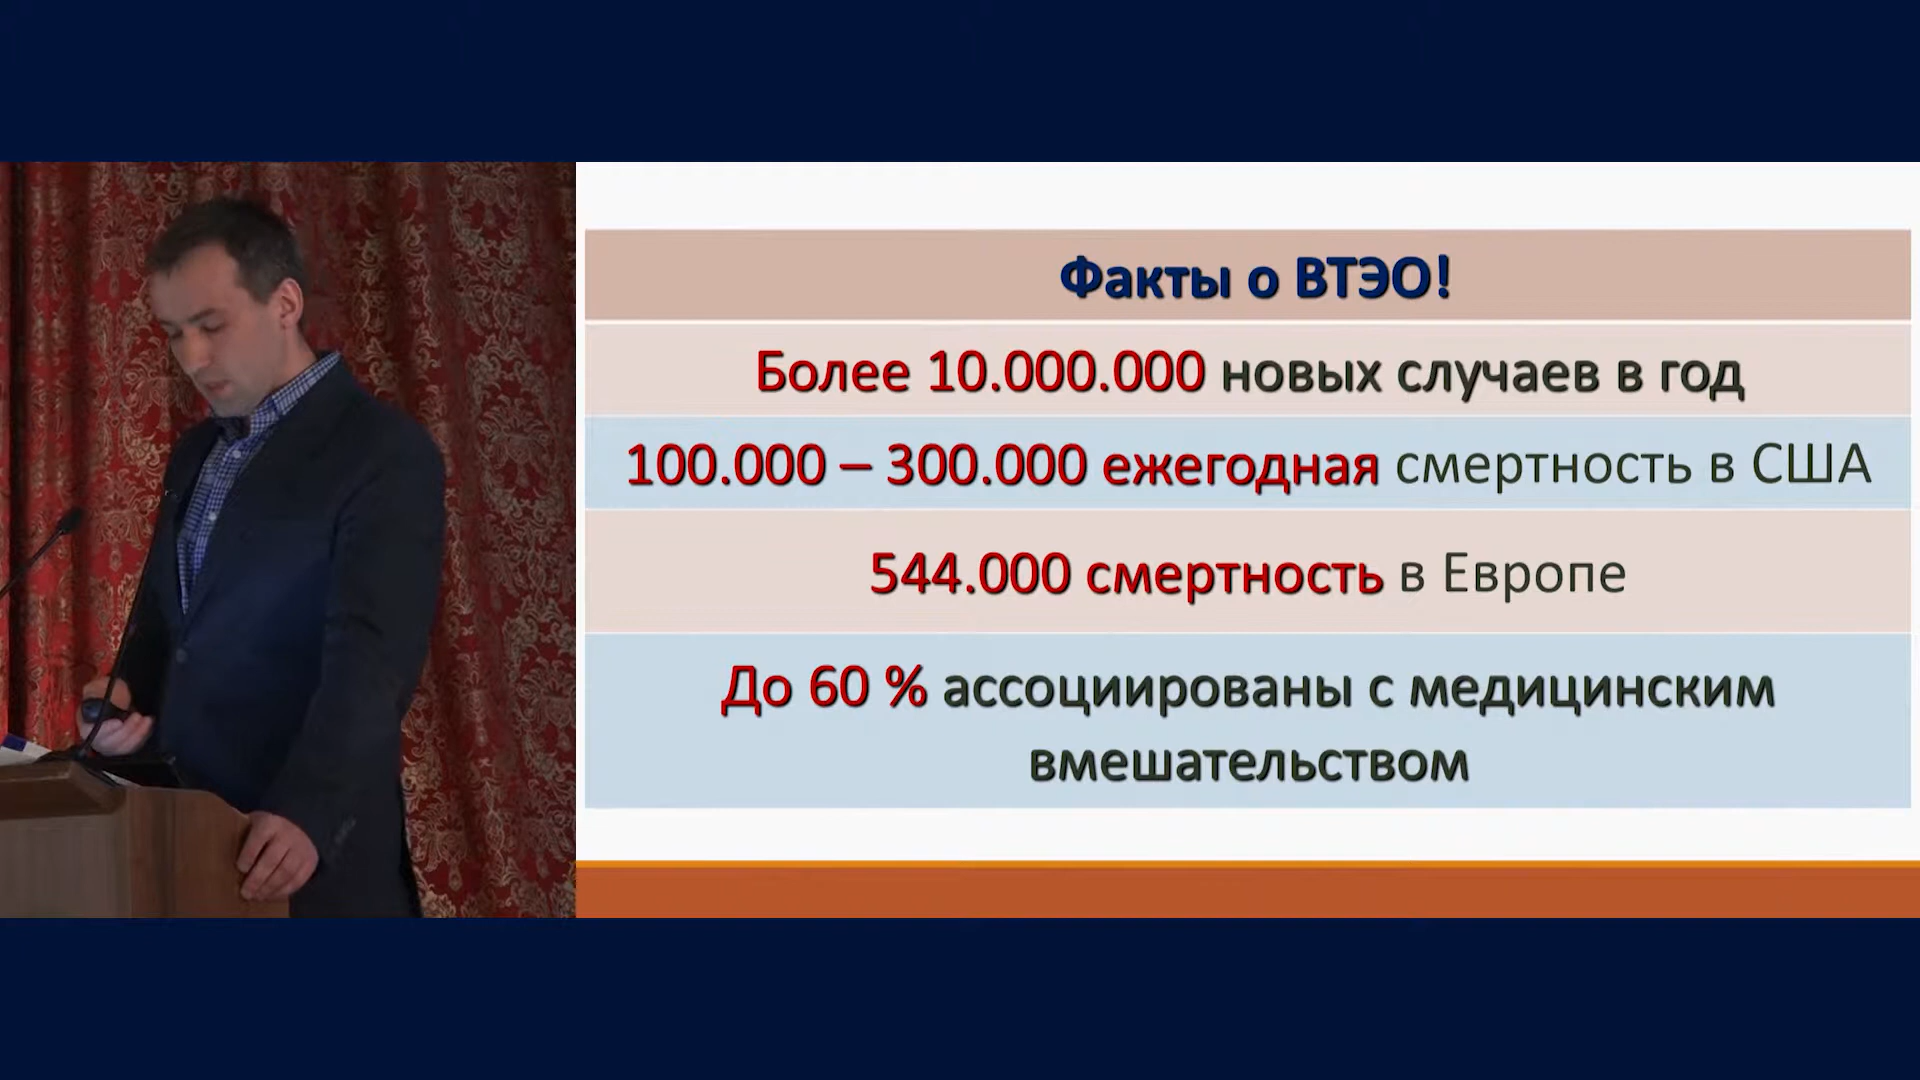 Факты о ВТЭО!
Более 10.000.000 новых случаев в год
100.000 – 300.000 ежегодная смертность в США
544.000 смертность в Европе
До 60 % ассоциированы с медицинским
вмешательством